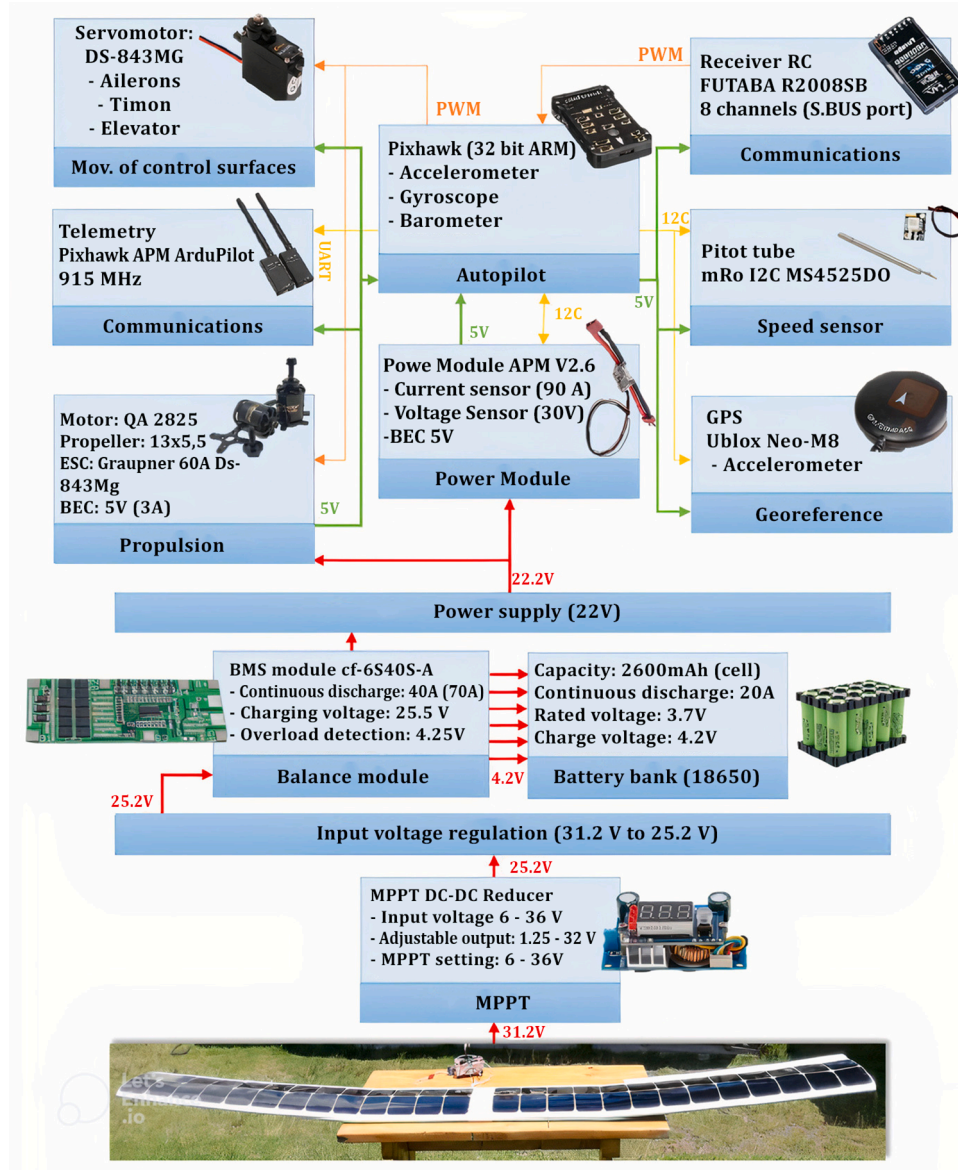 Servomotor:
DS-843MG
- Ailerons
- Timon
- Elevator
Mov. of control surfaces
PWM
PWM
Receiver RC
FUTABA R2008SB
8 channels (S.BUS port)
Communications
Pixhawk (32 bit ARM)
- Accelerometer
- Gyroscope
- Barometer
Autopilot
Telemetry
Pixhawk APM ArduPilot
915 MHz
Communications
UART
12C
Pitot tube
mRo I2C MS4525DO
Speed sensor
5V
5V
12C
Powe Module APM V2.6
- Current sensor (90 A)
- Voltage Sensor (30V)
-BEC 5V
Power Module
Motor: QA 2825
Propeller: 13x5,5
ESC: Graupner 60A Ds-
843Mg
BEC: 5V (3A)
Propulsion
5V
GPS
Ublox Neo-M8
- Accelerometer
Georeference
22.2V
Power supply (22V)
BMS module cf-6S40S-A
- Continuous discharge: 40A (70A)
- Charging voltage: 25.5 V
- Overload detection: 4.25V
Balance module
4.2V
Capacity: 2600mAh (cell)
Continuous discharge: 20A
Rated voltage: 3.7V
Charge voltage: 4.2V
Battery bank (18650)
25.2V
Input voltage regulation (31.2 V to 25.2 V)
25.2V
MPPT DC-DC Reducer
- Input voltage 6 - 36 V
- Adjustable output: 1.25 - 32 V
- MPPT setting: 6 - 36V
MPPT
31.2V
Let's
Enhance
.io